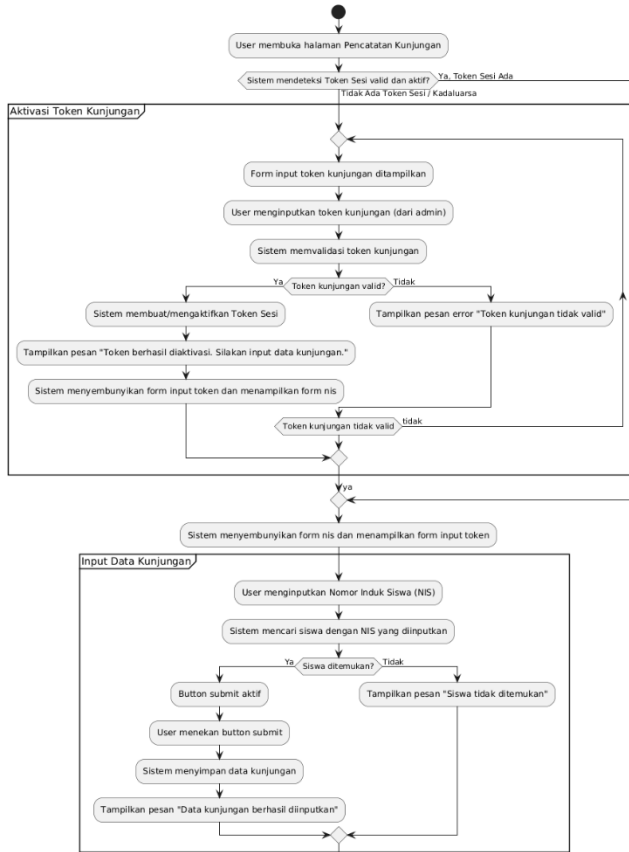 User membuka halaman Pencatatan Kunjungan
Sistem mendeteksi Token Sesi valid dan aktif?
Ya, Token Sesi Ada
Tidak Ada Token Sesi / Kadaluarsa
Aktivasi Token Kunjungan
Form input token kunjungan ditampilkan
User menginputkan token kunjungan (dari admin)
Sistem memvalidasi token kunjungan
Ya
Token kunjungan valid?
Tidak
Sistem membuat/mengaktifkan Token Sesi
Tampilkan pesan error "Token kunjungan tidak valid"
Tampilkan pesan "Token berhasil diaktivasi. Silakan input data kunjungan."
Sistem menyembunyikan form input token dan menampilkan form nis
Token kunjungan tidak valid
tidak
ya
Sistem menyembunyikan form nis dan menampilkan form input token
Input Data Kunjungan
User menginputkan Nomor Induk Siswa (NIS)
Sistem mencari siswa dengan NIS yang diinputkan
Ya
Siswa ditemukan?
Tidak
Button submit aktif
Tampilkan pesan "Siswa tidak ditemukan"
User menekan button submit
Sistem menyimpan data kunjungan
Tampilkan pesan "Data kunjungan berhasil diinputkan"